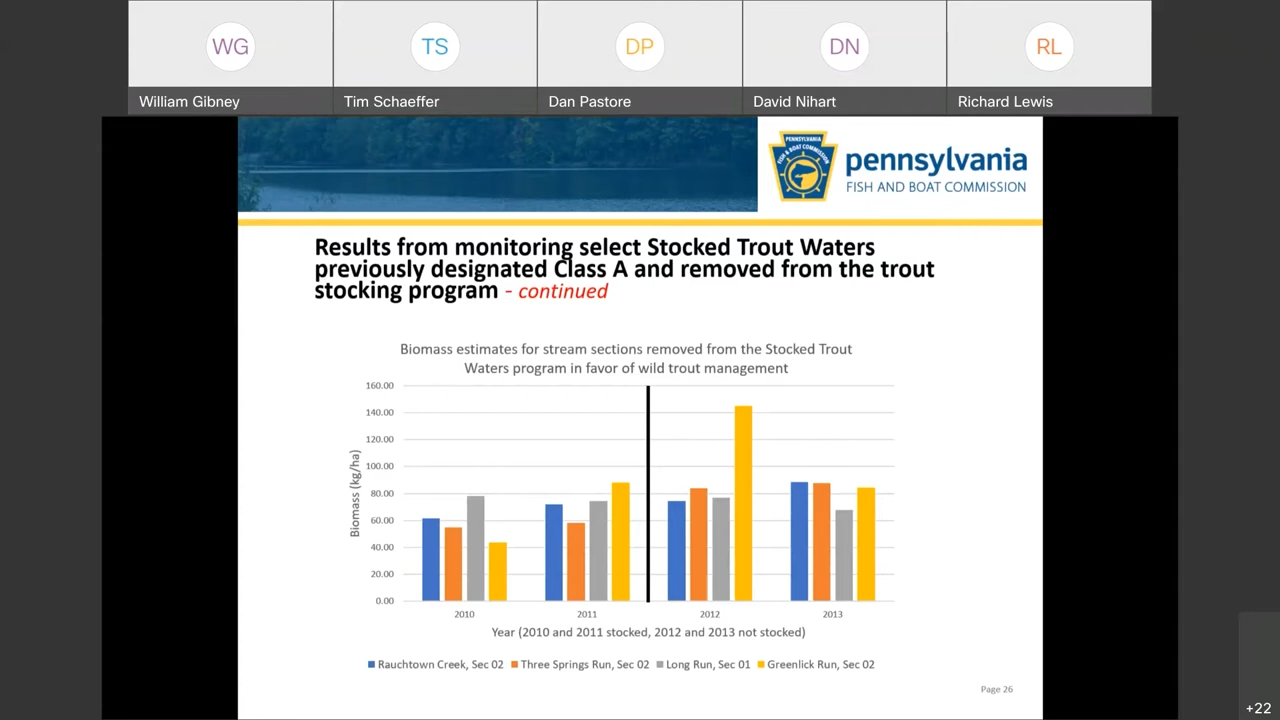 WG
TS
DP
DN
RL
William Gibney
Tim Schaeffer
Dan Pastore
David Nihart
Richard Lewis
PENNSYLVANIA
FISH & BOAT COMMISSION
pennsylvania
FISH AND BOAT COMMISSION
Results from monitoring select Stocked Trout Waters
previously designated Class A and removed from the trout
stocking program - continued
Biomass estimates for stream sections removed from the Stocked Trout
Waters program in favor of wild trout management
160.00
140.00
120.00
100.00
80.00
60.00
40.00
20.00
0.00
Biomass (kg/ha)
2010
2011
2012
2013
Year (2010 and 2011 stocked, 2012 and 2013 not stocked)
Rauchtown Creek, Sec 02
Three Springs Run, Sec 02
Long Run, Sec 01
Greenlick Run, Sec 02
Page 26
+22